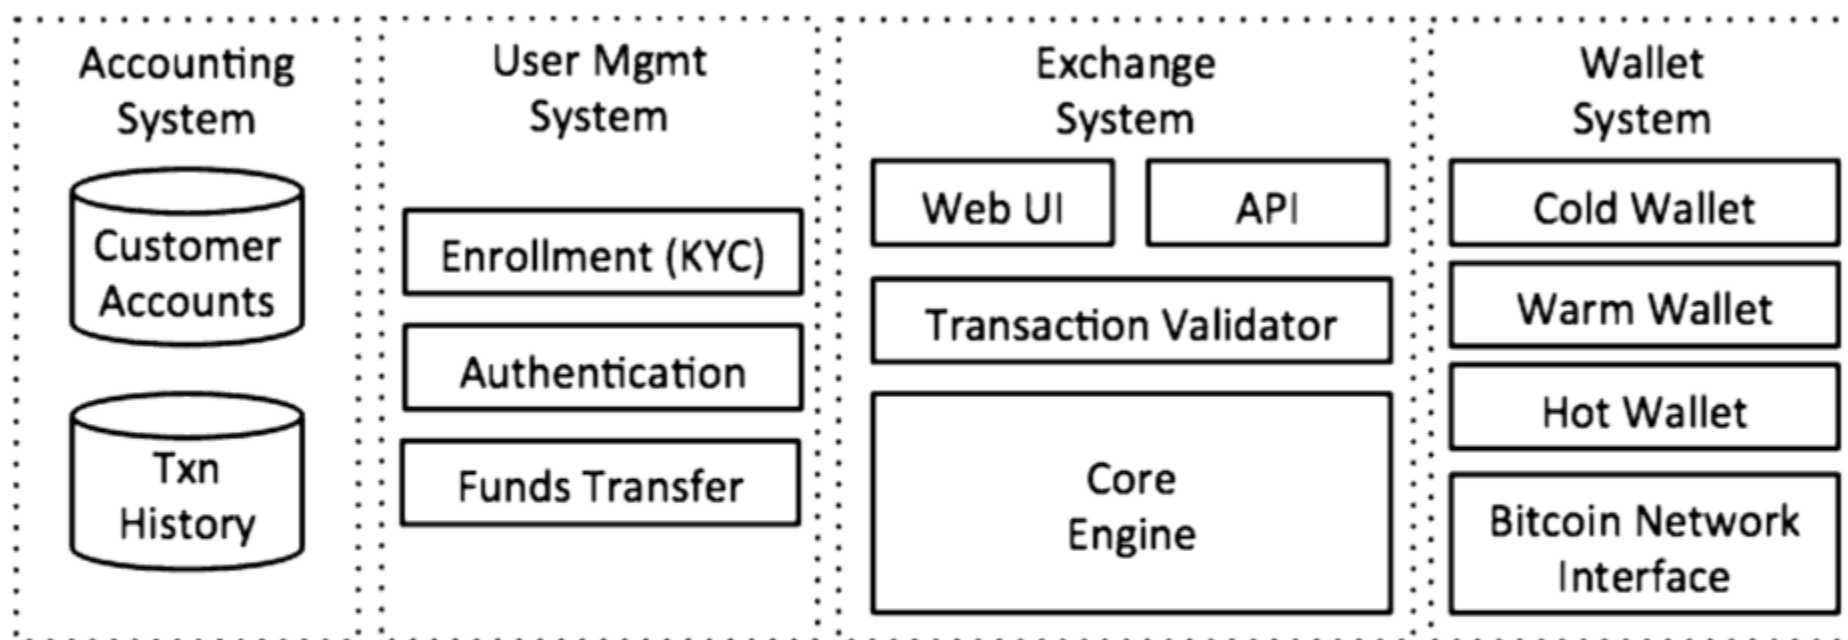 Accounting
System
Customer
Accounts
Txn
History
User Mgmt
System
Enrollment (KYC)
Authentication
Funds Transfer
Exchange
System
Web UI
API
Transaction Validator
Core
Engine
Wallet
System
Cold Wallet
Warm Wallet
Hot Wallet
Bitcoin Network
Interface